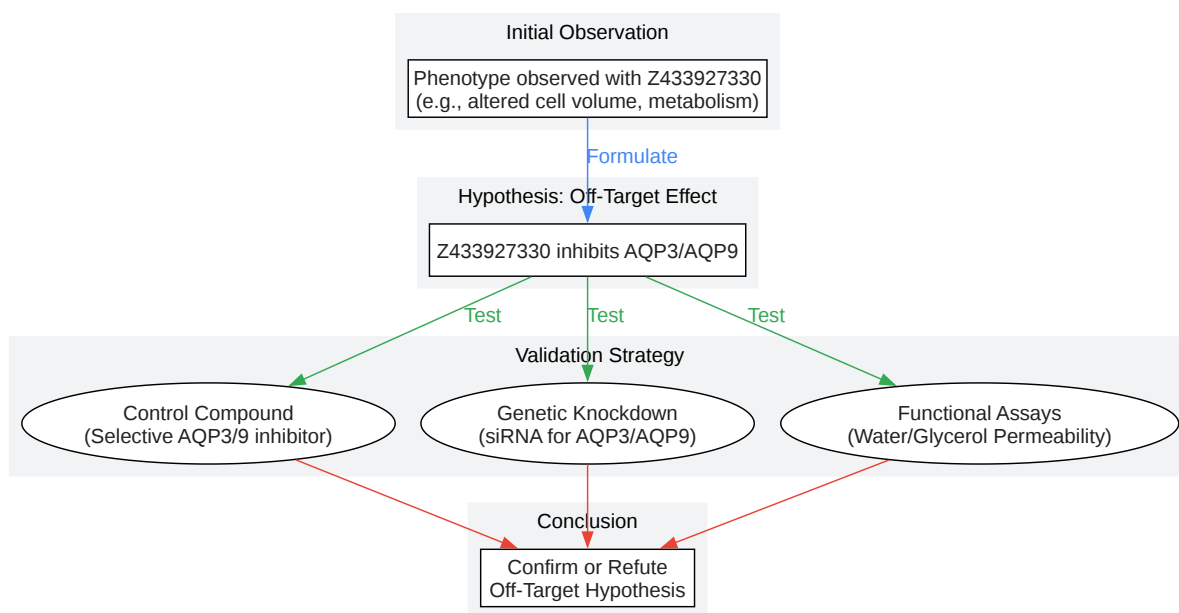 Initial Observation
Phenotype observed with Z433927330
(e.g., altered cell volume, metabolism)
Formulate
Hypothesis: Off-Target Effect
Z433927330 inhibits AQP3/AQP9
Test
Test
Test
Validation Strategy
Control Compound
(Selective AQP3/9 inhibitor)
Genetic Knockdown
(siRNA for AQP3/AQP9)
Functional Assays
(Water/Glycerol Permeability)
Conclusion
Confirm or Refute
Off-Target Hypothesis